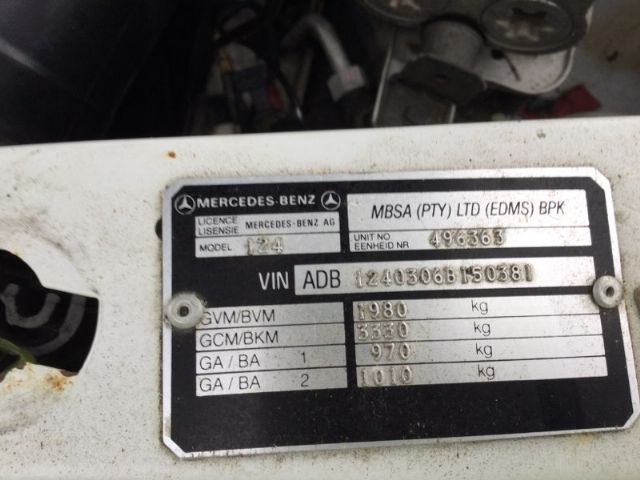 MERCEDES-BENZ
MBSA (PTY) LTD (EDMS) BPK
LICENCE
LISENSIE MERCEDES-BENZ AG
MODEL 124
UNIT NO
EENHEID NR 496363
VIN ADB 1240306B150381
GVM/BVM 1980 kg
GCM/BKM 3330 kg
GA / BA 1 970 kg
GA / BA 2 1010 kg